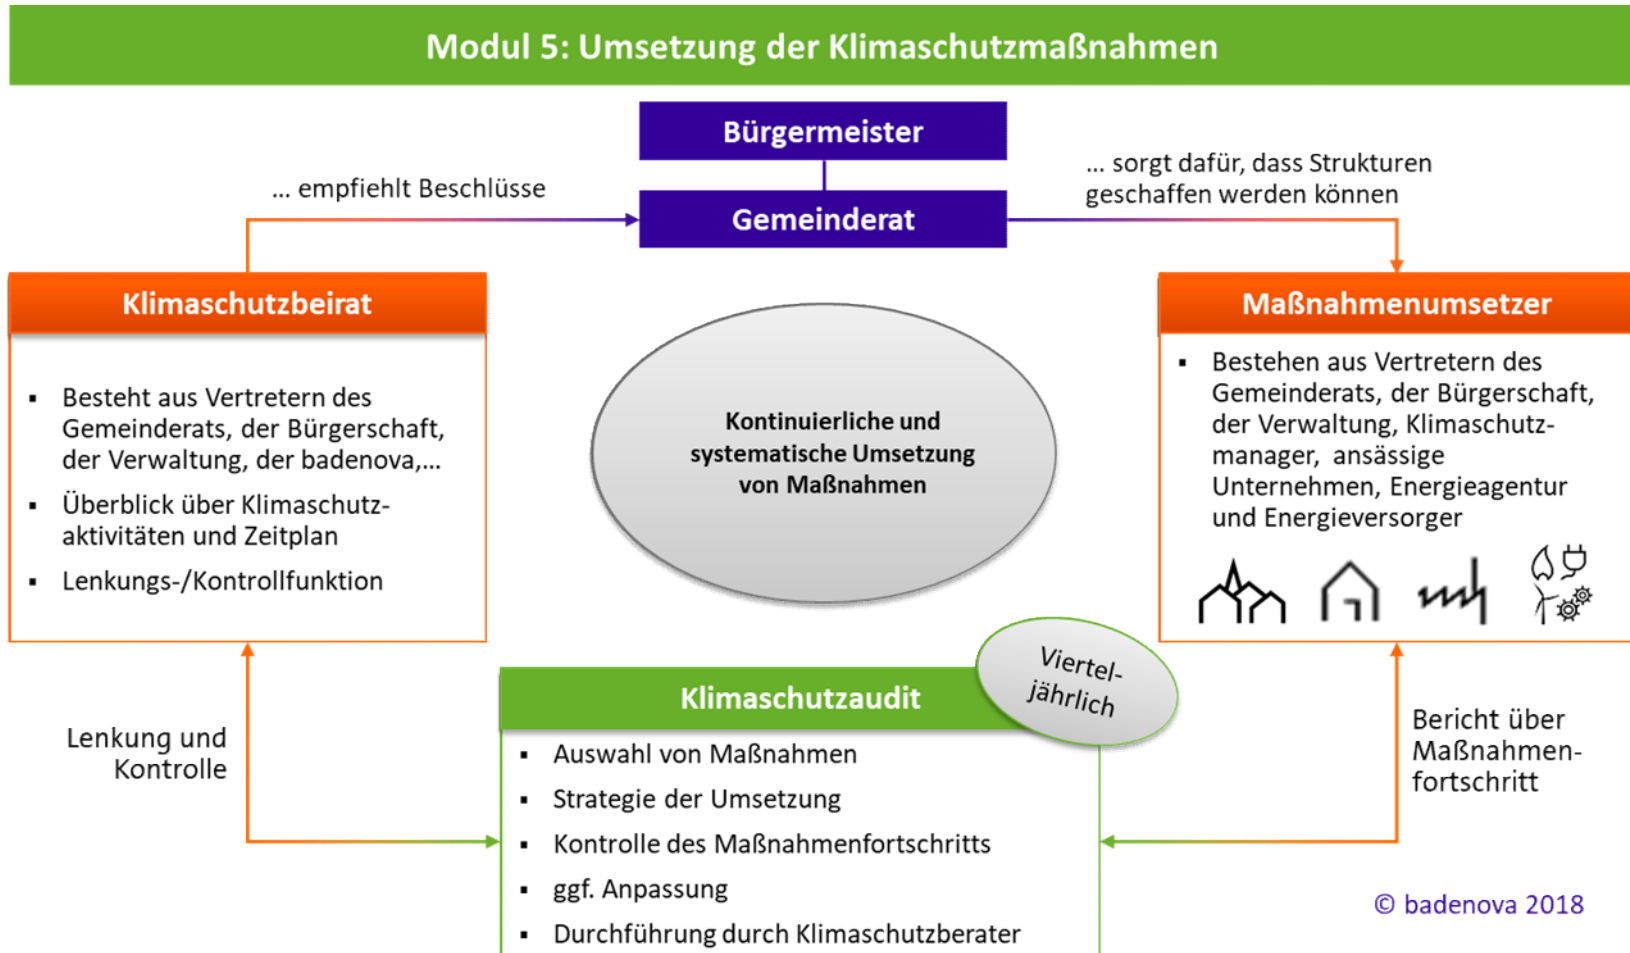 Modul 5: Umsetzung der Klimaschutzmaßnahmen
Bürgermeister
... empfiehlt Beschlüsse
Gemeinderat
... sorgt dafür, dass Strukturen
geschaffen werden können
Klimaschutzbeirat
▪ Besteht aus Vertretern des
Gemeinderats, der Bürgerschaft,
der Verwaltung, der badenova,...
▪ Überblick über Klimaschutz-
aktivitäten und Zeitplan
▪ Lenkungs-/Kontrollfunktion
Kontinuierliche und
systematische Umsetzung
von Maßnahmen
Maßnahmenumsetzer
▪ Bestehen aus Vertretern des
Gemeinderats, der Bürgerschaft,
der Verwaltung, Klimaschutz-
manager, ansässige
Unternehmen, Energieagentur
und Energieversorger
Lenkung und
Kontrolle
Klimaschutzaudit
Viertel-
jährlich
▪ Auswahl von Maßnahmen
▪ Strategie der Umsetzung
▪ Kontrolle des Maßnahmenfortschritts
▪ ggf. Anpassung
▪ Durchführung durch Klimaschutzberater
Bericht über
Maßnahmen-
fortschritt
© badenova 2018